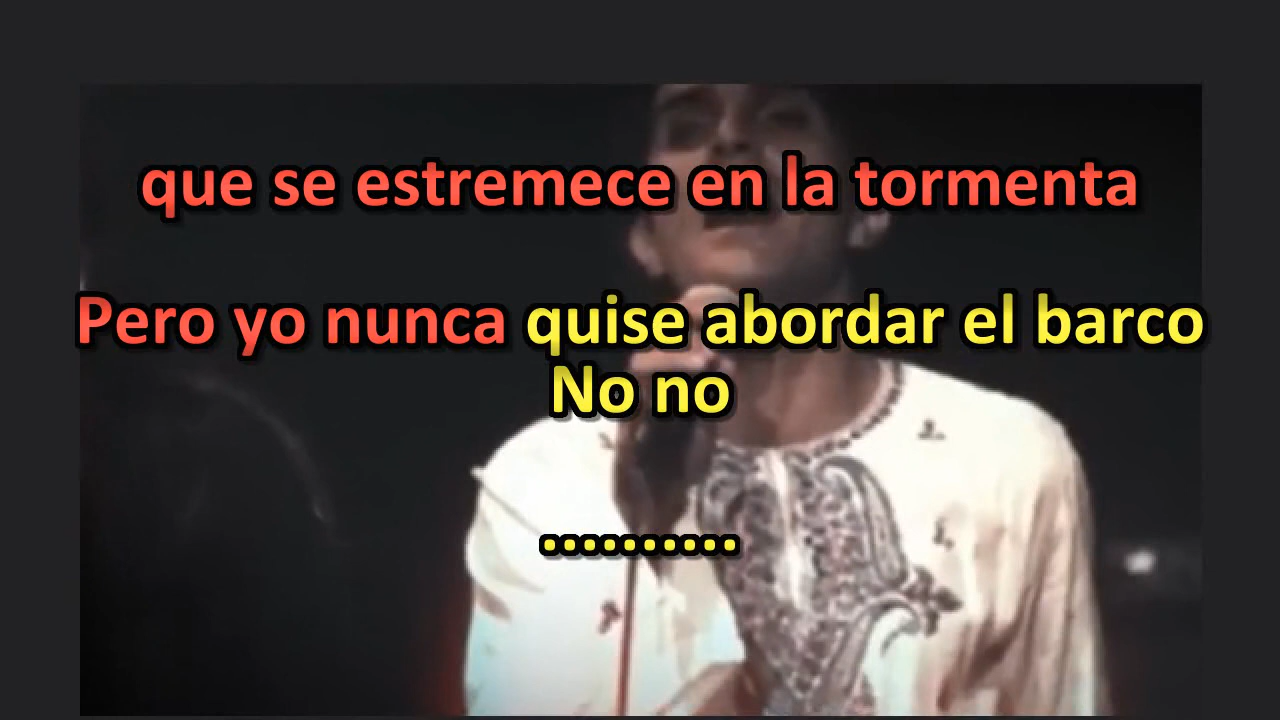 que se estremece en la tormenta
Pero yo nunca quise abordar el barco
No no
..........